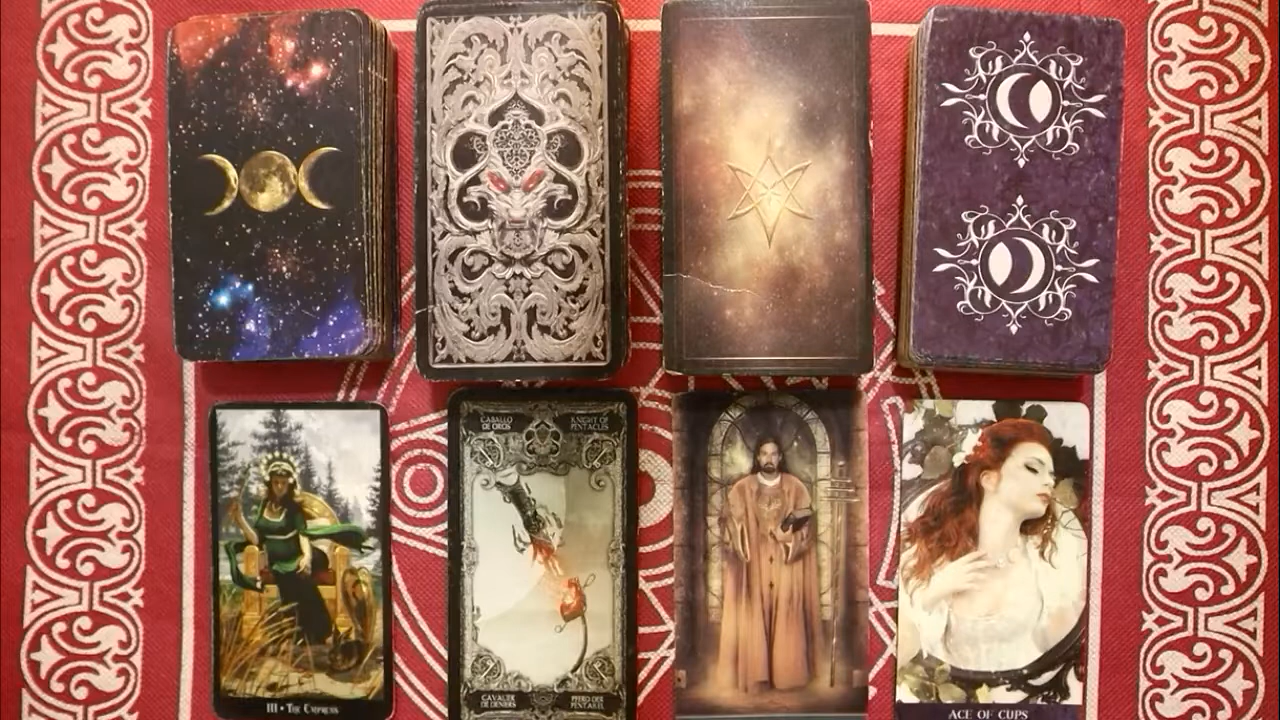 CABALLO
DE OROS
KNIGHT OF
PENTACLES
III • THE EMPRESS
CAVALIER
DE DENIERS
PFERD DER
PENTAKEL
ACE OF CUPS